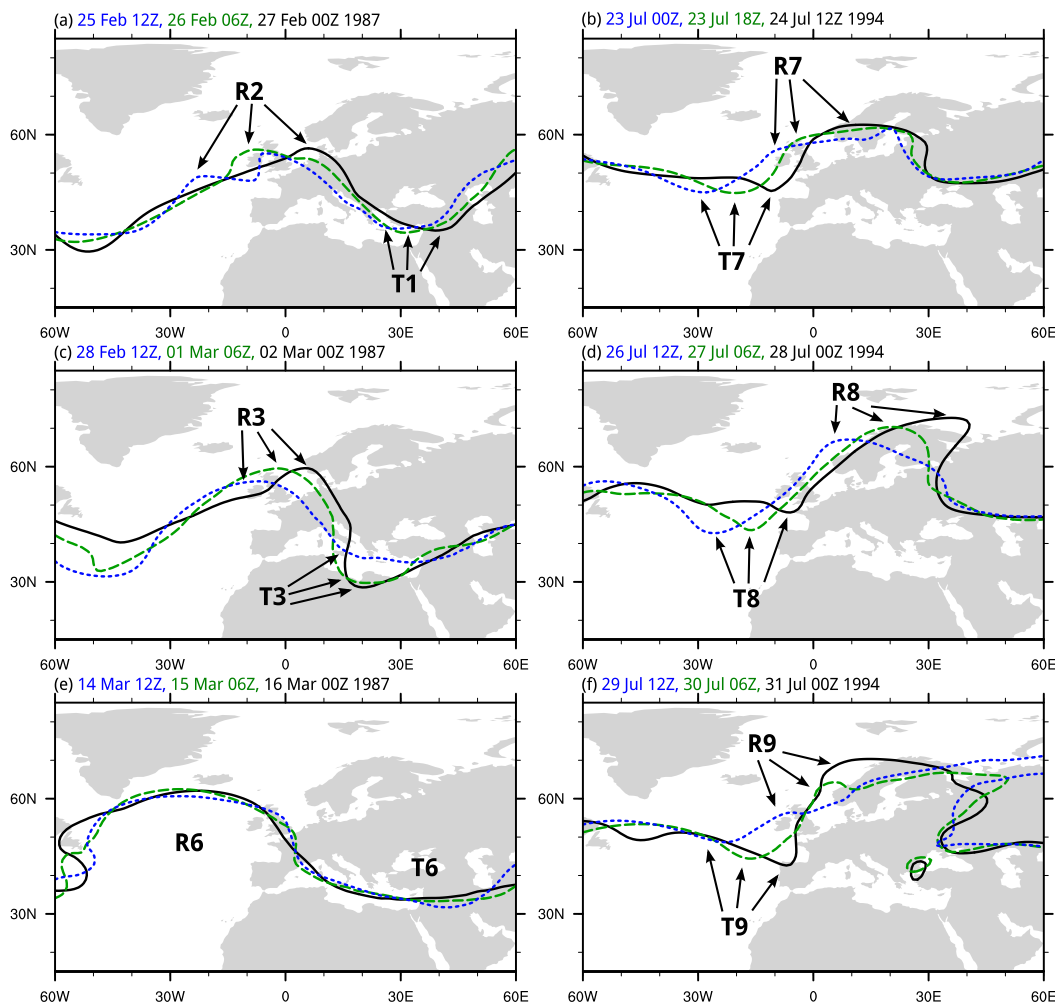 (a) 25 Feb 12Z, 26 Feb 06Z, 27 Feb 00Z 1987
R2
60N
30N
T1
60W 30W 0 30E 60E
(b) 23 Jul 00Z, 23 Jul 18Z, 24 Jul 12Z 1994
R7
60N
30N
T7
60W 30W 0 30E 60E
(c) 28 Feb 12Z, 01 Mar 06Z, 02 Mar 00Z 1987
R3
60N
30N
T3
60W 30W 0 30E 60E
(d) 26 Jul 12Z, 27 Jul 06Z, 28 Jul 00Z 1994
R8
60N
30N
T8
60W 30W 0 30E 60E
(e) 14 Mar 12Z, 15 Mar 06Z, 16 Mar 00Z 1987
60N
R6
T6
30N
60W 30W 0 30E 60E
(f) 29 Jul 12Z, 30 Jul 06Z, 31 Jul 00Z 1994
R9
60N
30N
T9
60W 30W 0 30E 60E